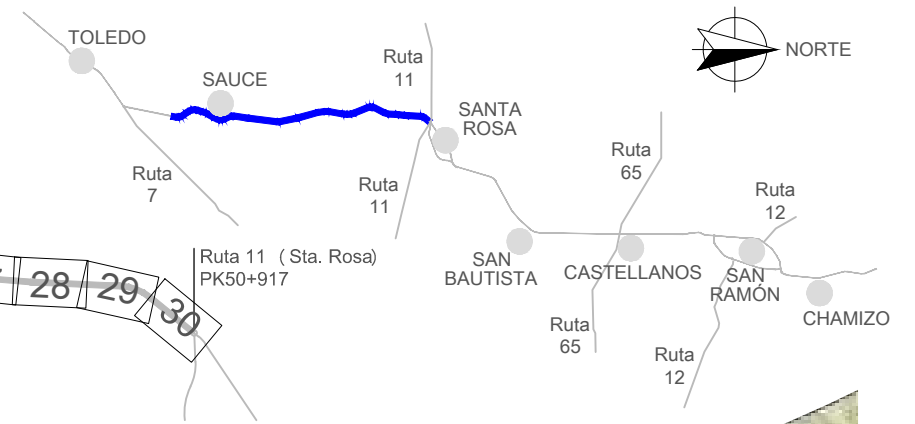 TOLEDO
SAUCE
Ruta
11
NORTE
SANTA
ROSA
Ruta
7
Ruta
11
Ruta
65
Ruta
12
SAN
BAUTISTA
CASTELLANOS
SAN
RAMÓN
CHAMIZO
Ruta
65
Ruta
12
Ruta 11 ( Sta. Rosa)
PK50+917
28
29
30